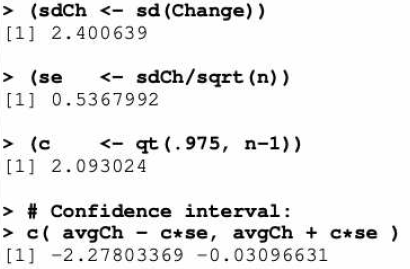 > (sdCh <- sd(Change))
[1] 2.400639
> (se <- sdCh/sqrt(n))
[1] 0.5367992
> (c <- qt(.975, n-1))
[1] 2.093024
> # Confidence interval:
> c( avgCh - c*se, avgCh + c*se )
[1] -2.27803369 -0.03096631